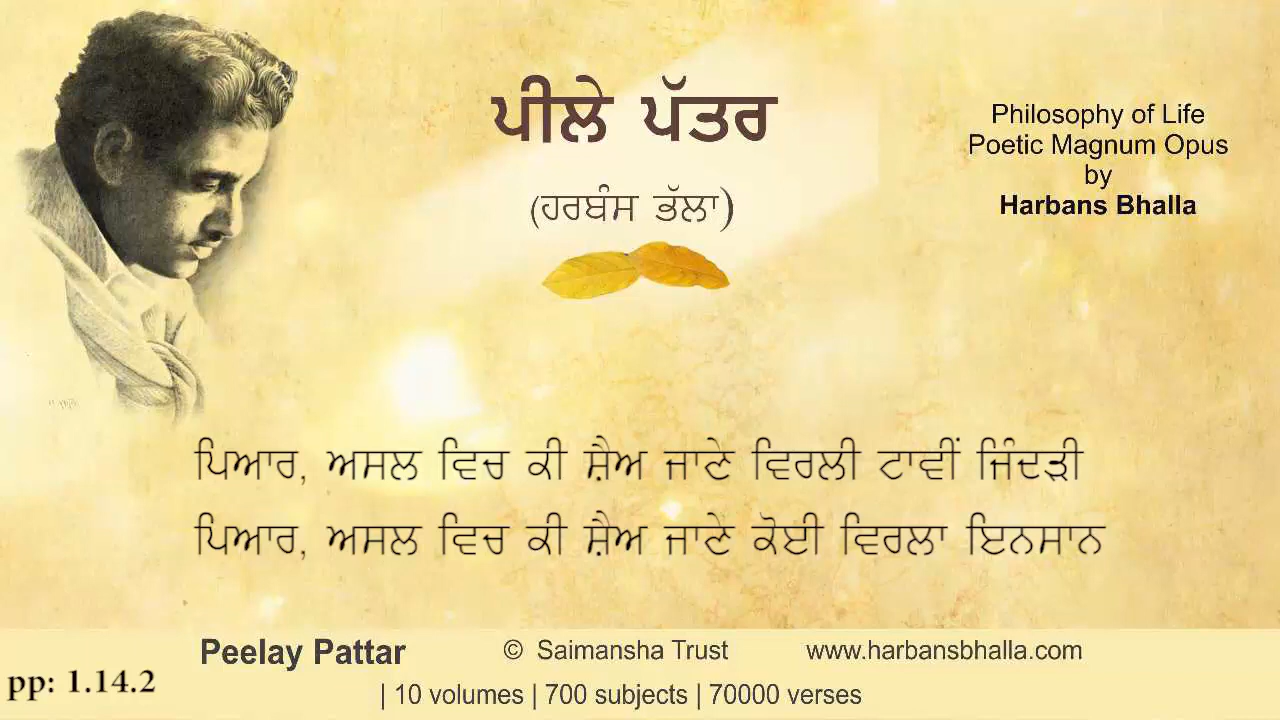 ਪੀਲੇ ਪੱਤਰ
(ਹਰਬੰਸ ਭੱਲਾ)
Philosophy of Life
Poetic Magnum Opus
by
Harbans Bhalla
ਪਿਆਰ, ਅਸਲ ਵਿਚ ਕੀ ਸ਼ੈਅ ਜਾਣੇ ਵਿਰਲੀ ਟਾਵੀਂ ਜਿੰਦੜੀ
ਪਿਆਰ, ਅਸਲ ਵਿਚ ਕੀ ਸ਼ੈਅ ਜਾਣੇ ਕੋਈ ਵਿਰਲਾ ਇਨਸਾਨ
Peelay Pattar © Saimansha Trust www.harbansbhalla.com
pp: 1.14.2
| 10 volumes | 700 subjects | 70000 verses